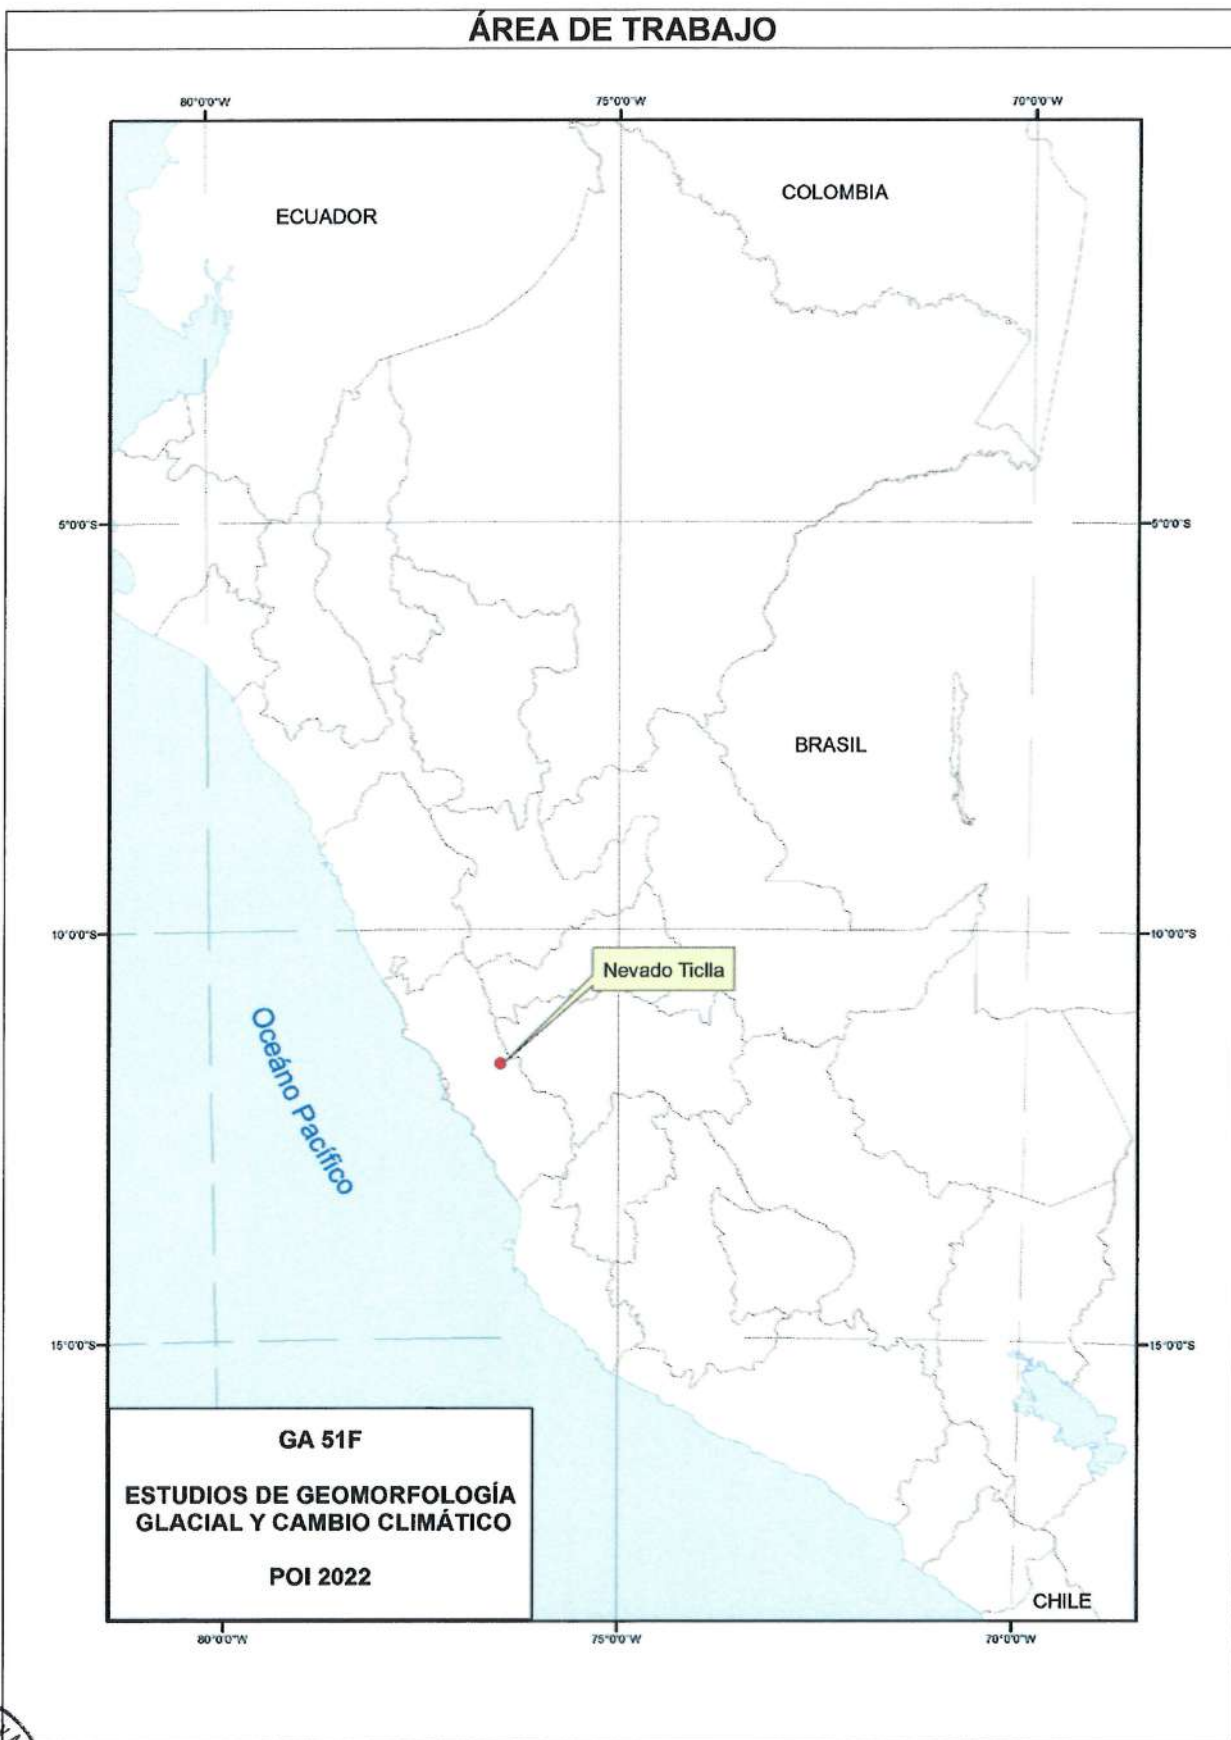 ÁREA DE TRABAJO
80°0'0"W
75°0'0"W
70°0'0"W
ECUADOR
COLOMBIA
5°0'0"S
5°0'0"S
BRASIL
10°0'0"S
10°0'0"S
Nevado Ticlla
Oceáno Pacífico
15°0'0"S
15°0'0"S
GA 51F
ESTUDIOS DE GEOMORFOLOGÍA
GLACIAL Y CAMBIO CLIMÁTICO
POI 2022
CHILE
80°0'0"W
75°0'0"W
70°0'0"W